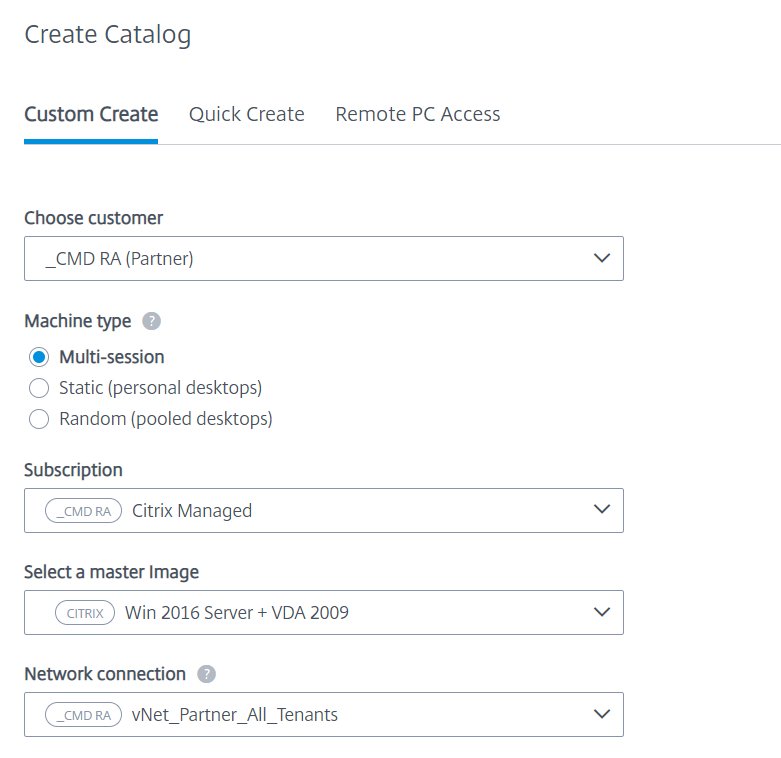 Create Catalog
Custom Create Quick Create Remote PC Access
Choose customer
_CMD RA (Partner)
Machine type ?
Multi-session
Static (personal desktops)
Random (pooled desktops)
Subscription
_CMD RA Citrix Managed
Select a master Image
CITRIX Win 2016 Server + VDA 2009
Network connection ?
_CMD RA vNet_Partner_All_Tenants